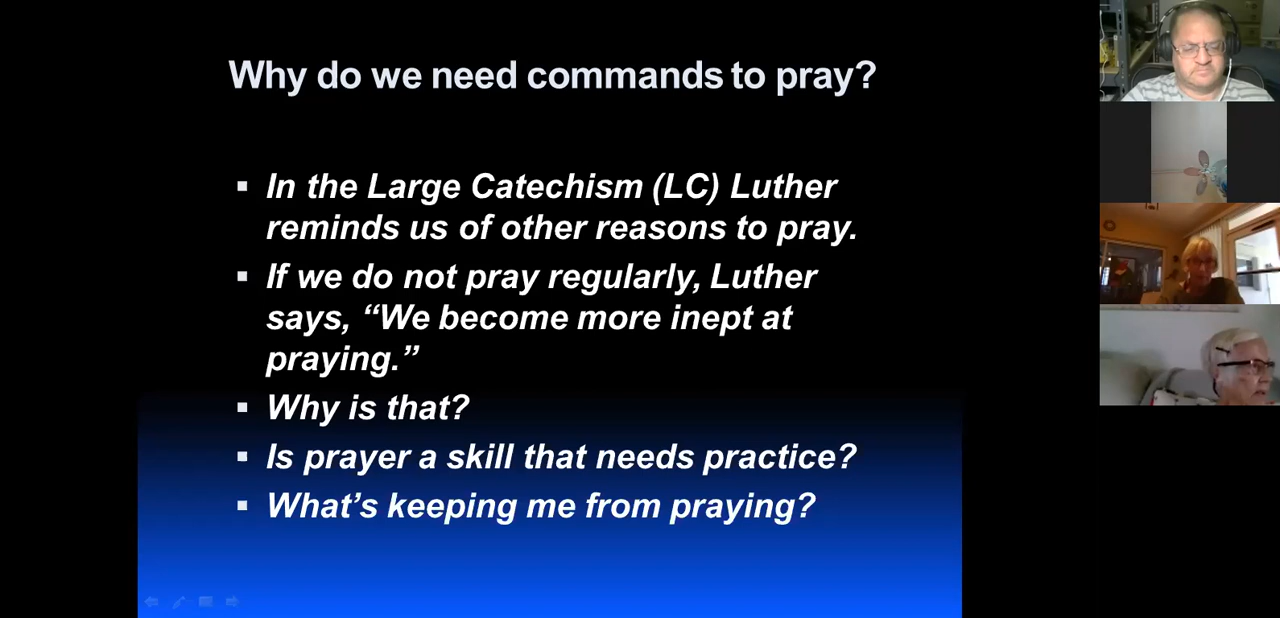 Why do we need commands to pray?
In the Large Catechism (LC) Luther
reminds us of other reasons to pray.
If we do not pray regularly, Luther
says, “We become more inept at
praying.”
Why is that?
Is prayer a skill that needs practice?
What’s keeping me from praying?